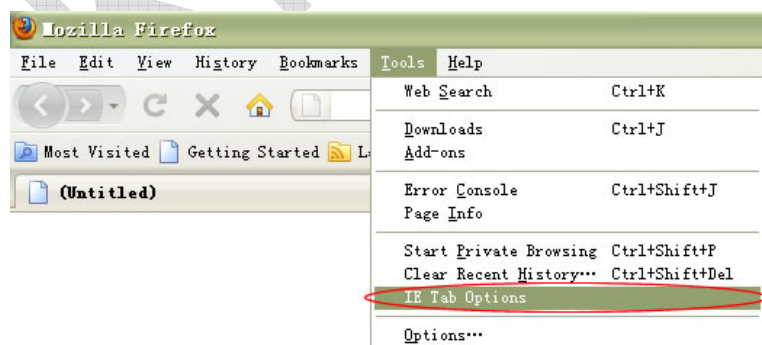 Mozilla Firefox
File Edit View History Bookmarks Tools Help
Web Search Ctrl+K
Downloads Ctrl+J
Add-ons
Error Console Ctrl+Shift+J
Page Info
Start Private Browsing Ctrl+Shift+P
Clear Recent History… Ctrl+Shift+Del
IE Tab Options
Options…
Most Visited Getting Started
(Untitled)